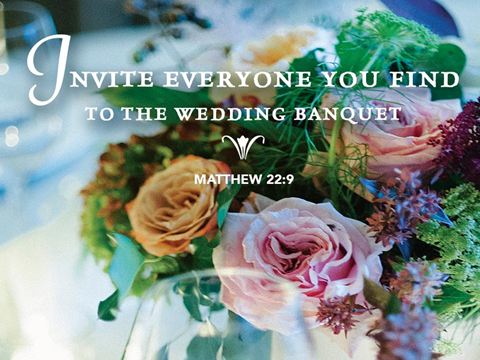 Invite everyone you find
to the wedding banquet
MATTHEW 22:9